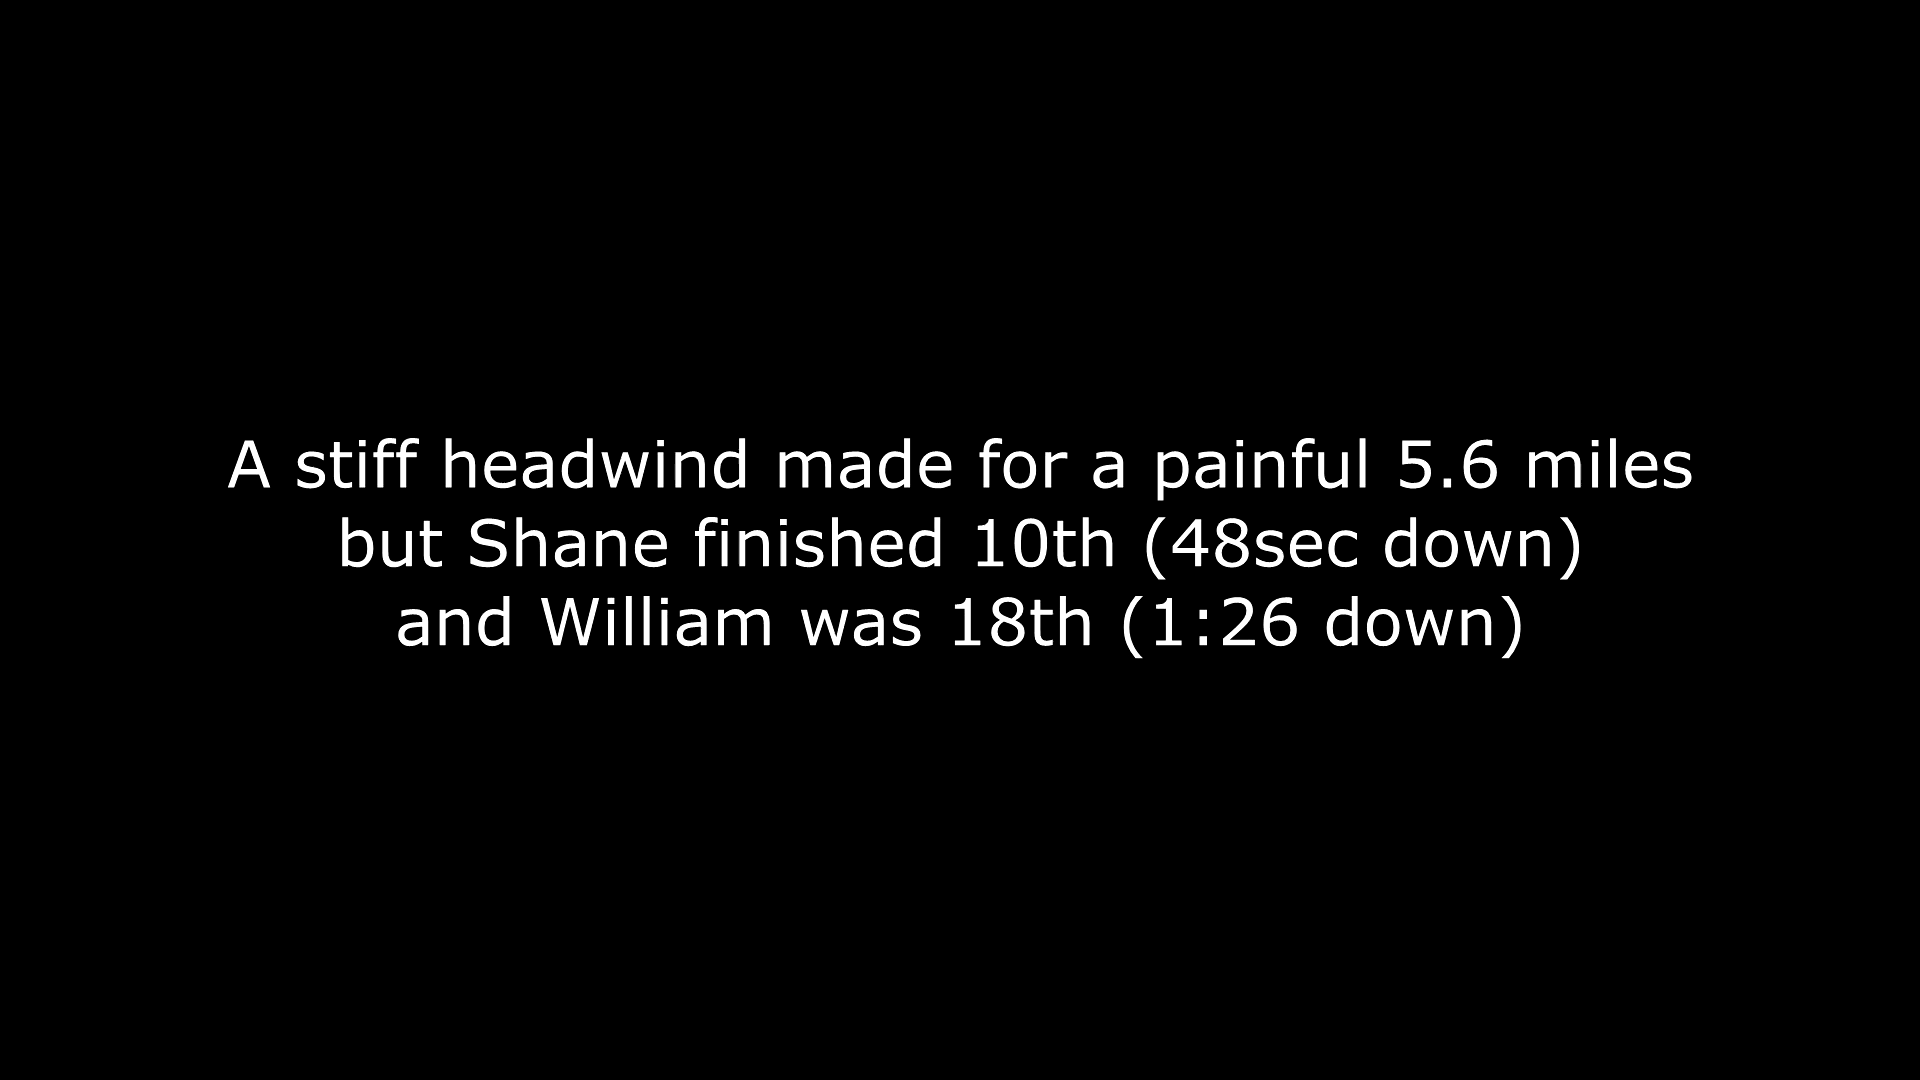 A stiff headwind made for a painful 5.6 miles
but Shane finished 10th (48sec down)
and William was 18th (1:26 down)